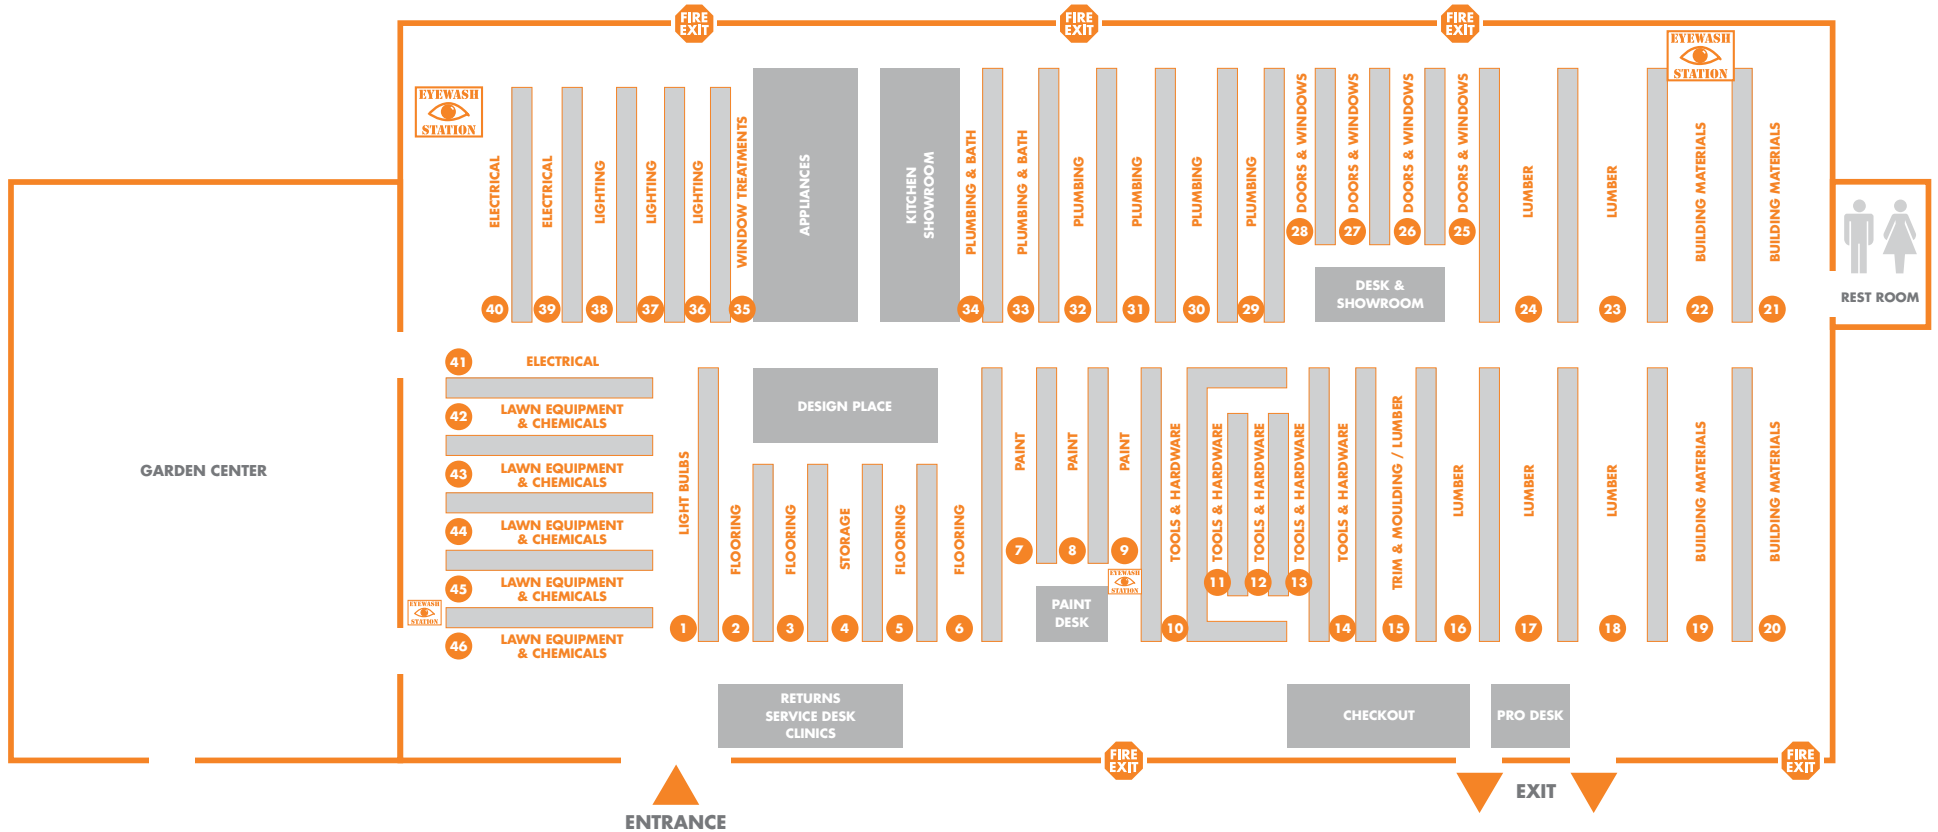 FIRE
EXIT
FIRE
EXIT
FIRE
EXIT
EYEWASH
STATION
EYEWASH
STATION
ELECTRICAL
40
ELECTRICAL
39
LIGHTING
38
LIGHTING
37
LIGHTING
36
WINDOW TREATMENTS
35
APPLIANCES
KITCHEN
SHOWROOM
PLUMBING & BATH
34
PLUMBING & BATH
33
PLUMBING
32
PLUMBING
31
PLUMBING
30
PLUMBING
29
DOORS & WINDOWS
28
DOORS & WINDOWS
27
DOORS & WINDOWS
26
DOORS & WINDOWS
25
DESK &
SHOWROOM
LUMBER
24
LUMBER
23
BUILDING MATERIALS
22
BUILDING MATERIALS
21
REST ROOM
GARDEN CENTER
41
ELECTRICAL
42
LAWN EQUIPMENT
& CHEMICALS
43
LAWN EQUIPMENT
& CHEMICALS
44
LAWN EQUIPMENT
& CHEMICALS
45
LAWN EQUIPMENT
& CHEMICALS
EYEWASH
STATION
46
LAWN EQUIPMENT
& CHEMICALS
LIGHT BULBS
1
DESIGN PLACE
FLOORING
2
FLOORING
3
STORAGE
4
FLOORING
5
FLOORING
6
PAINT
7
PAINT
8
PAINT
9
EYEWASH
STATION
PAINT
DESK
TOOLS & HARDWARE
10
TOOLS & HARDWARE
11
TOOLS & HARDWARE
12
TOOLS & HARDWARE
13
TOOLS & HARDWARE
14
TRIM & MOULDING / LUMBER
15
LUMBER
16
LUMBER
17
LUMBER
18
BUILDING MATERIALS
19
BUILDING MATERIALS
20
RETURNS
SERVICE DESK
CLINICS
CHECKOUT
PRO DESK
FIRE
EXIT
FIRE
EXIT
ENTRANCE
EXIT